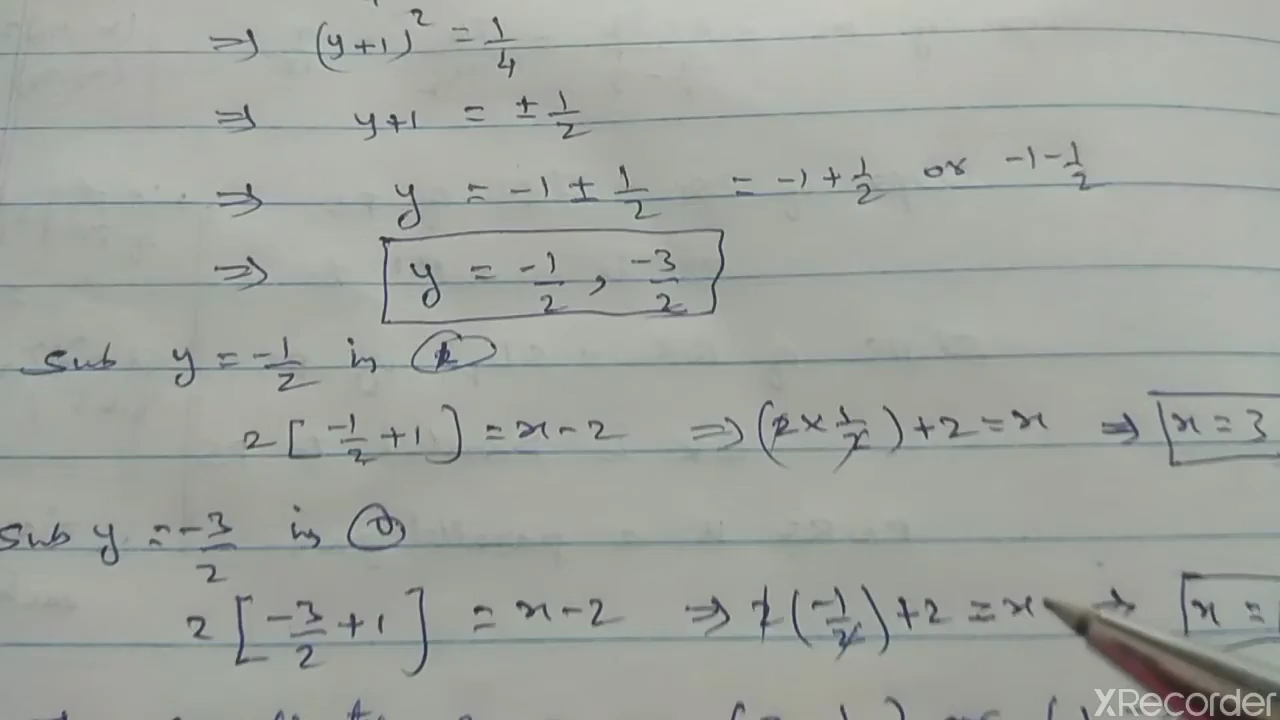 ⇒ (y+1)² = 1/4
⇒ y+1 = ± 1/2
⇒ y = -1 ± 1/2 = -1 + 1/2 or -1 - 1/2
⇒ y = -1/2 , -3/2
Sub y = -1/2 in
2 [ -1/2 + 1 ] = x - 2 ⇒ (2 × 1/2) + 2 = x ⇒ x = 3
Sub y = -3/2 in ②
2 [ -3/2 + 1 ] = x - 2 ⇒ 2 ( -1/2 ) + 2 = x ⇒ x =
XRecorder